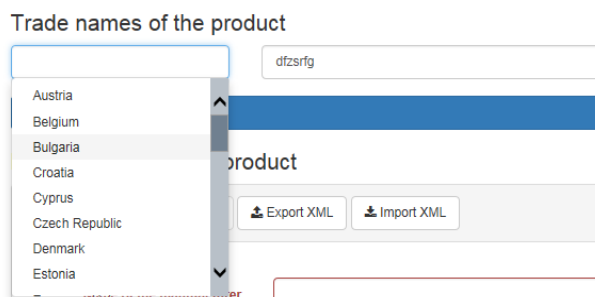 Trade names of the product
dfzsrfg
Austria
Belgium
Bulgaria
product
Croatia
Cyprus
Export XML
Import XML
Czech Republic
Denmark
Estonia